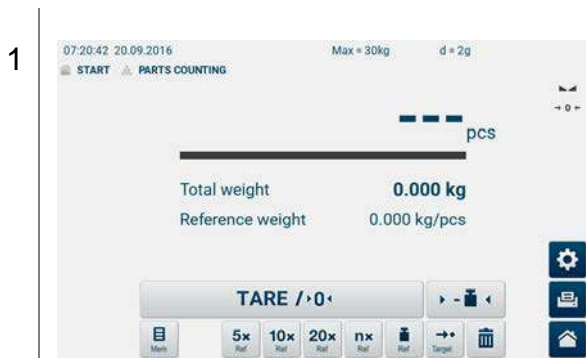 1
07:20:42 20.09.2016 Max = 30kg d = 2g
START PARTS COUNTING
→ 0 ←
--- pcs
Total weight 0.000 kg
Reference weight 0.000 kg/pcs
TARE / ›0‹ › - ‹
Mem 5x Ref 10x Ref 20x Ref nx Ref Ref Target